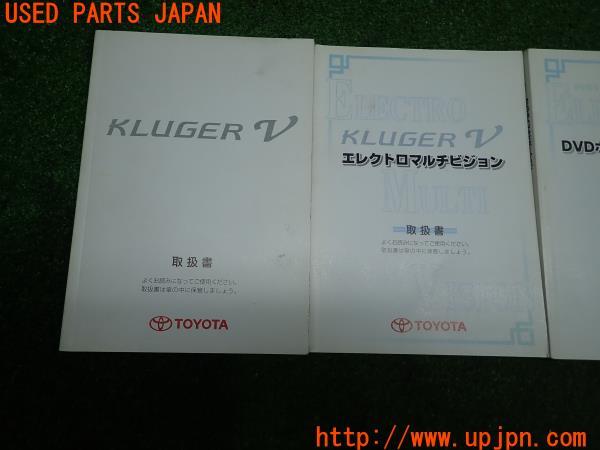 USED PARTS JAPAN
KLUGER V
取扱書
よくお読みになってご使用ください。
取扱書は車の中に保管しましょう。
TOYOTA
ELECTRO
KLUGER V
エレクトロマルチビジョン
MULTI
取扱書
よくお読みになってご使用ください。
取扱書は車の中に保管しましょう。
TOYOTA
DVD
3UPJ - 
http://www.upjpn.com